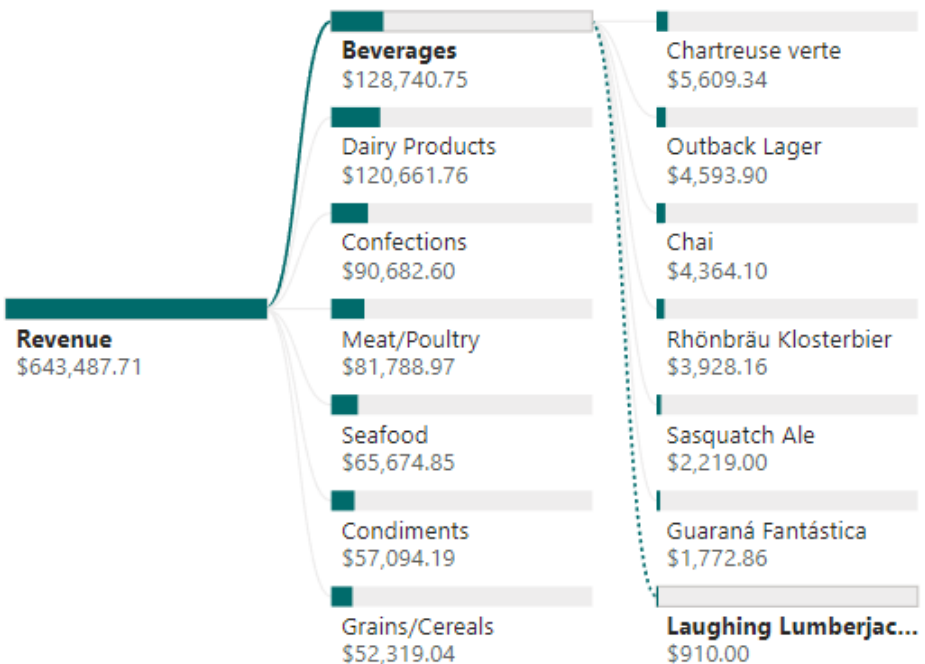 Revenue
$643,487.71
Beverages
$128,740.75
Dairy Products
$120,661.76
Confections
$90,682.60
Meat/Poultry
$81,788.97
Seafood
$65,674.85
Condiments
$57,094.19
Grains/Cereals
$52,319.04
Chartreuse verte
$5,609.34
Outback Lager
$4,593.90
Chai
$4,364.10
Rhönbräu Klosterbier
$3,928.16
Sasquatch Ale
$2,219.00
Guaraná Fantástica
$1,772.86
Laughing Lumberjac...
$910.00